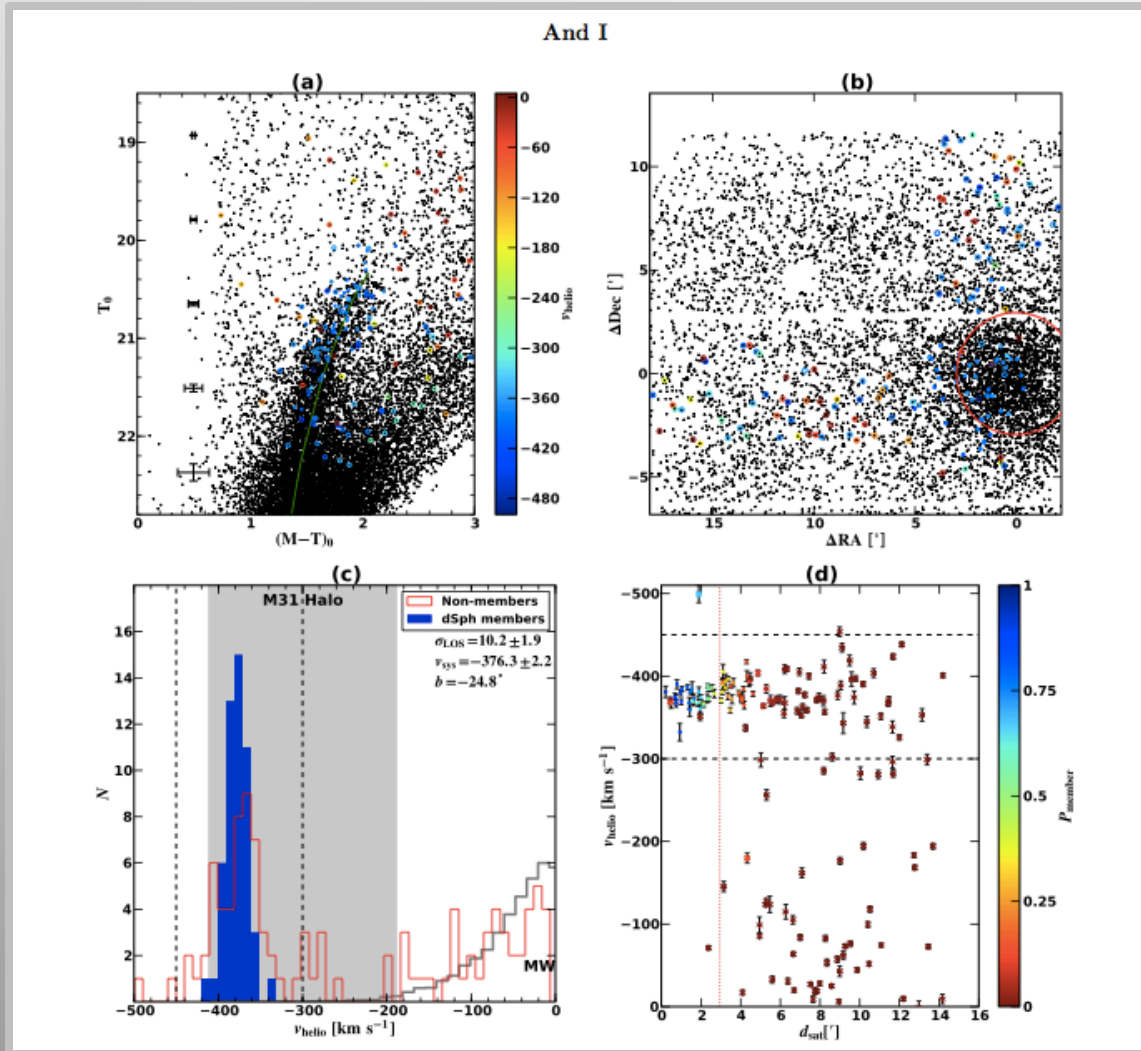 And I
(a)
19
20
21
22
T₀
0
1
2
3
(M−T)₀
0
−60
−120
−180
−240
−300
−360
−420
−480
v_helio
(b)
10
5
0
−5
ΔDec [′]
15
10
5
0
ΔRA [′]
(c)
M31 Halo
Non-members
dSph members
σ_LOS =10.2±1.9
v_sys=−376.3±2.2
b=−24.8°
MW
16
14
12
10
8
6
4
2
N
−500
−400
−300
−200
−100
−0
v_helio [km s⁻¹]
(d)
−500
−400
−300
−200
−100
0
v_helio [km s⁻¹]
0
2
4
6
8
10
12
14
16
d_sat[′]
1
0.75
0.5
0.25
0
P_member